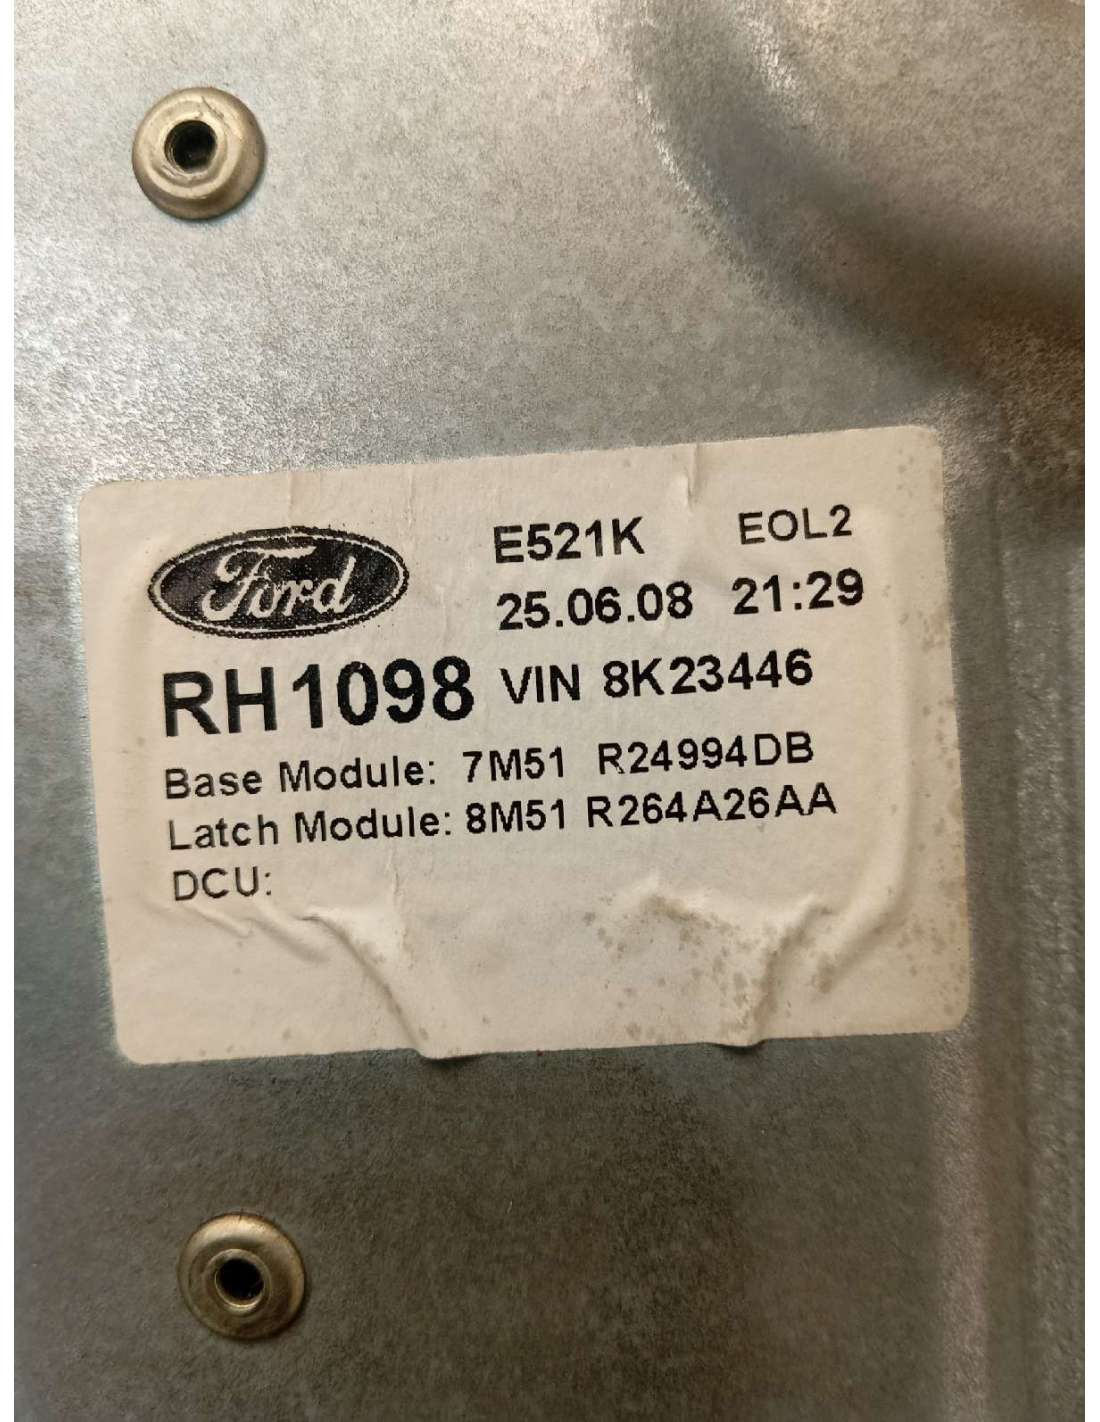 Ford E521K EOL2
25.06.08 21:29
RH1098 VIN 8K23446
Base Module: 7M51 R24994DB
Latch Module: 8M51 R264A26AA
DCU: